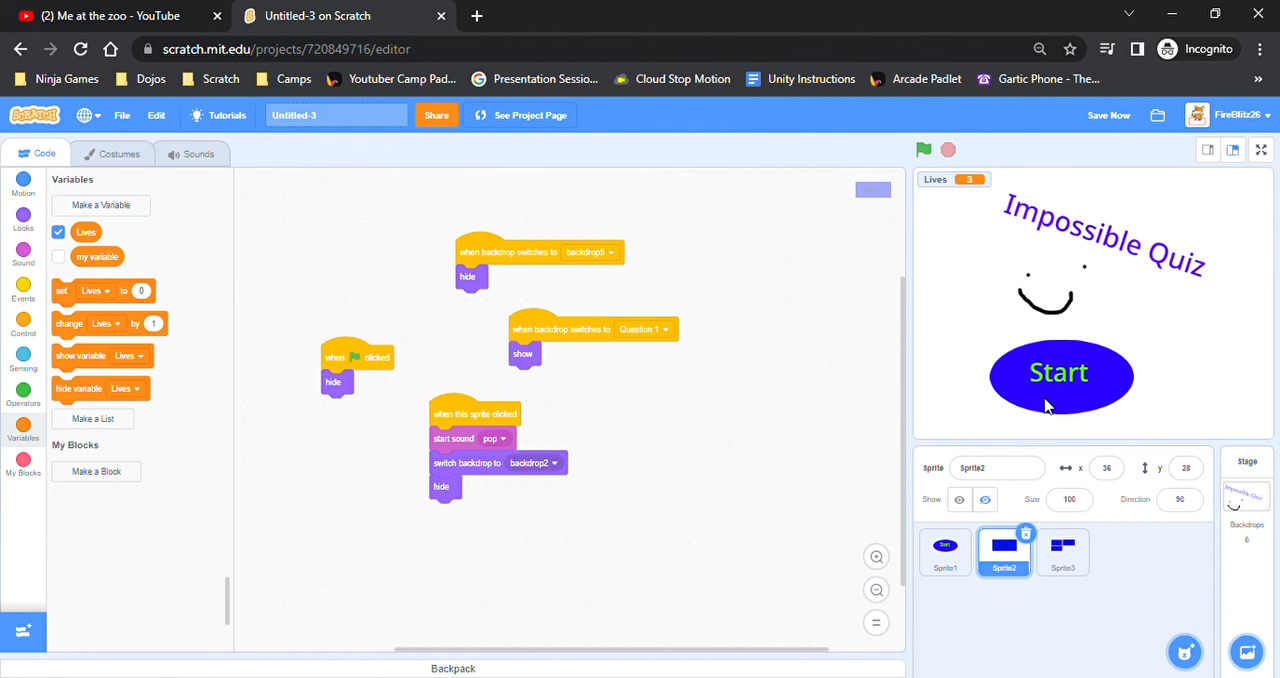 (2) Me at the zoo - YouTube
Untitled-3 on Scratch
scratch.mit.edu/projects/720849716/editor
Incognito
Ninja Games
Dojos
Scratch
Camps
Youtuber Camp Pad...
Presentation Sessio...
Cloud Stop Motion
Unity Instructions
Arcade Padlet
Gartic Phone - The...
SCRATCH
File
Edit
Tutorials
Untitled-3
Share
See Project Page
Save Now
FireBlitz26
Code
Costumes
Sounds
Motion
Looks
Sound
Events
Control
Sensing
Operators
Variables
My Blocks
Variables
Make a Variable
Lives
my variable
set Lives to 0
change Lives by 1
show variable Lives
hide variable Lives
Make a List
My Blocks
Make a Block
when backdrop switches to backdrop5
hide
when backdrop switches to Question 1
show
when clicked
hide
when this sprite clicked
start sound pop
switch backdrop to backdrop2
hide
Backpack
Lives 3
Impossible Quiz
Start
Sprite Sprite2 x 36 y 28
Show Size 100 Direction 90
Start
Sprite1
Sprite2
Sprite3
Stage
Impossible Quiz
Backdrops
6